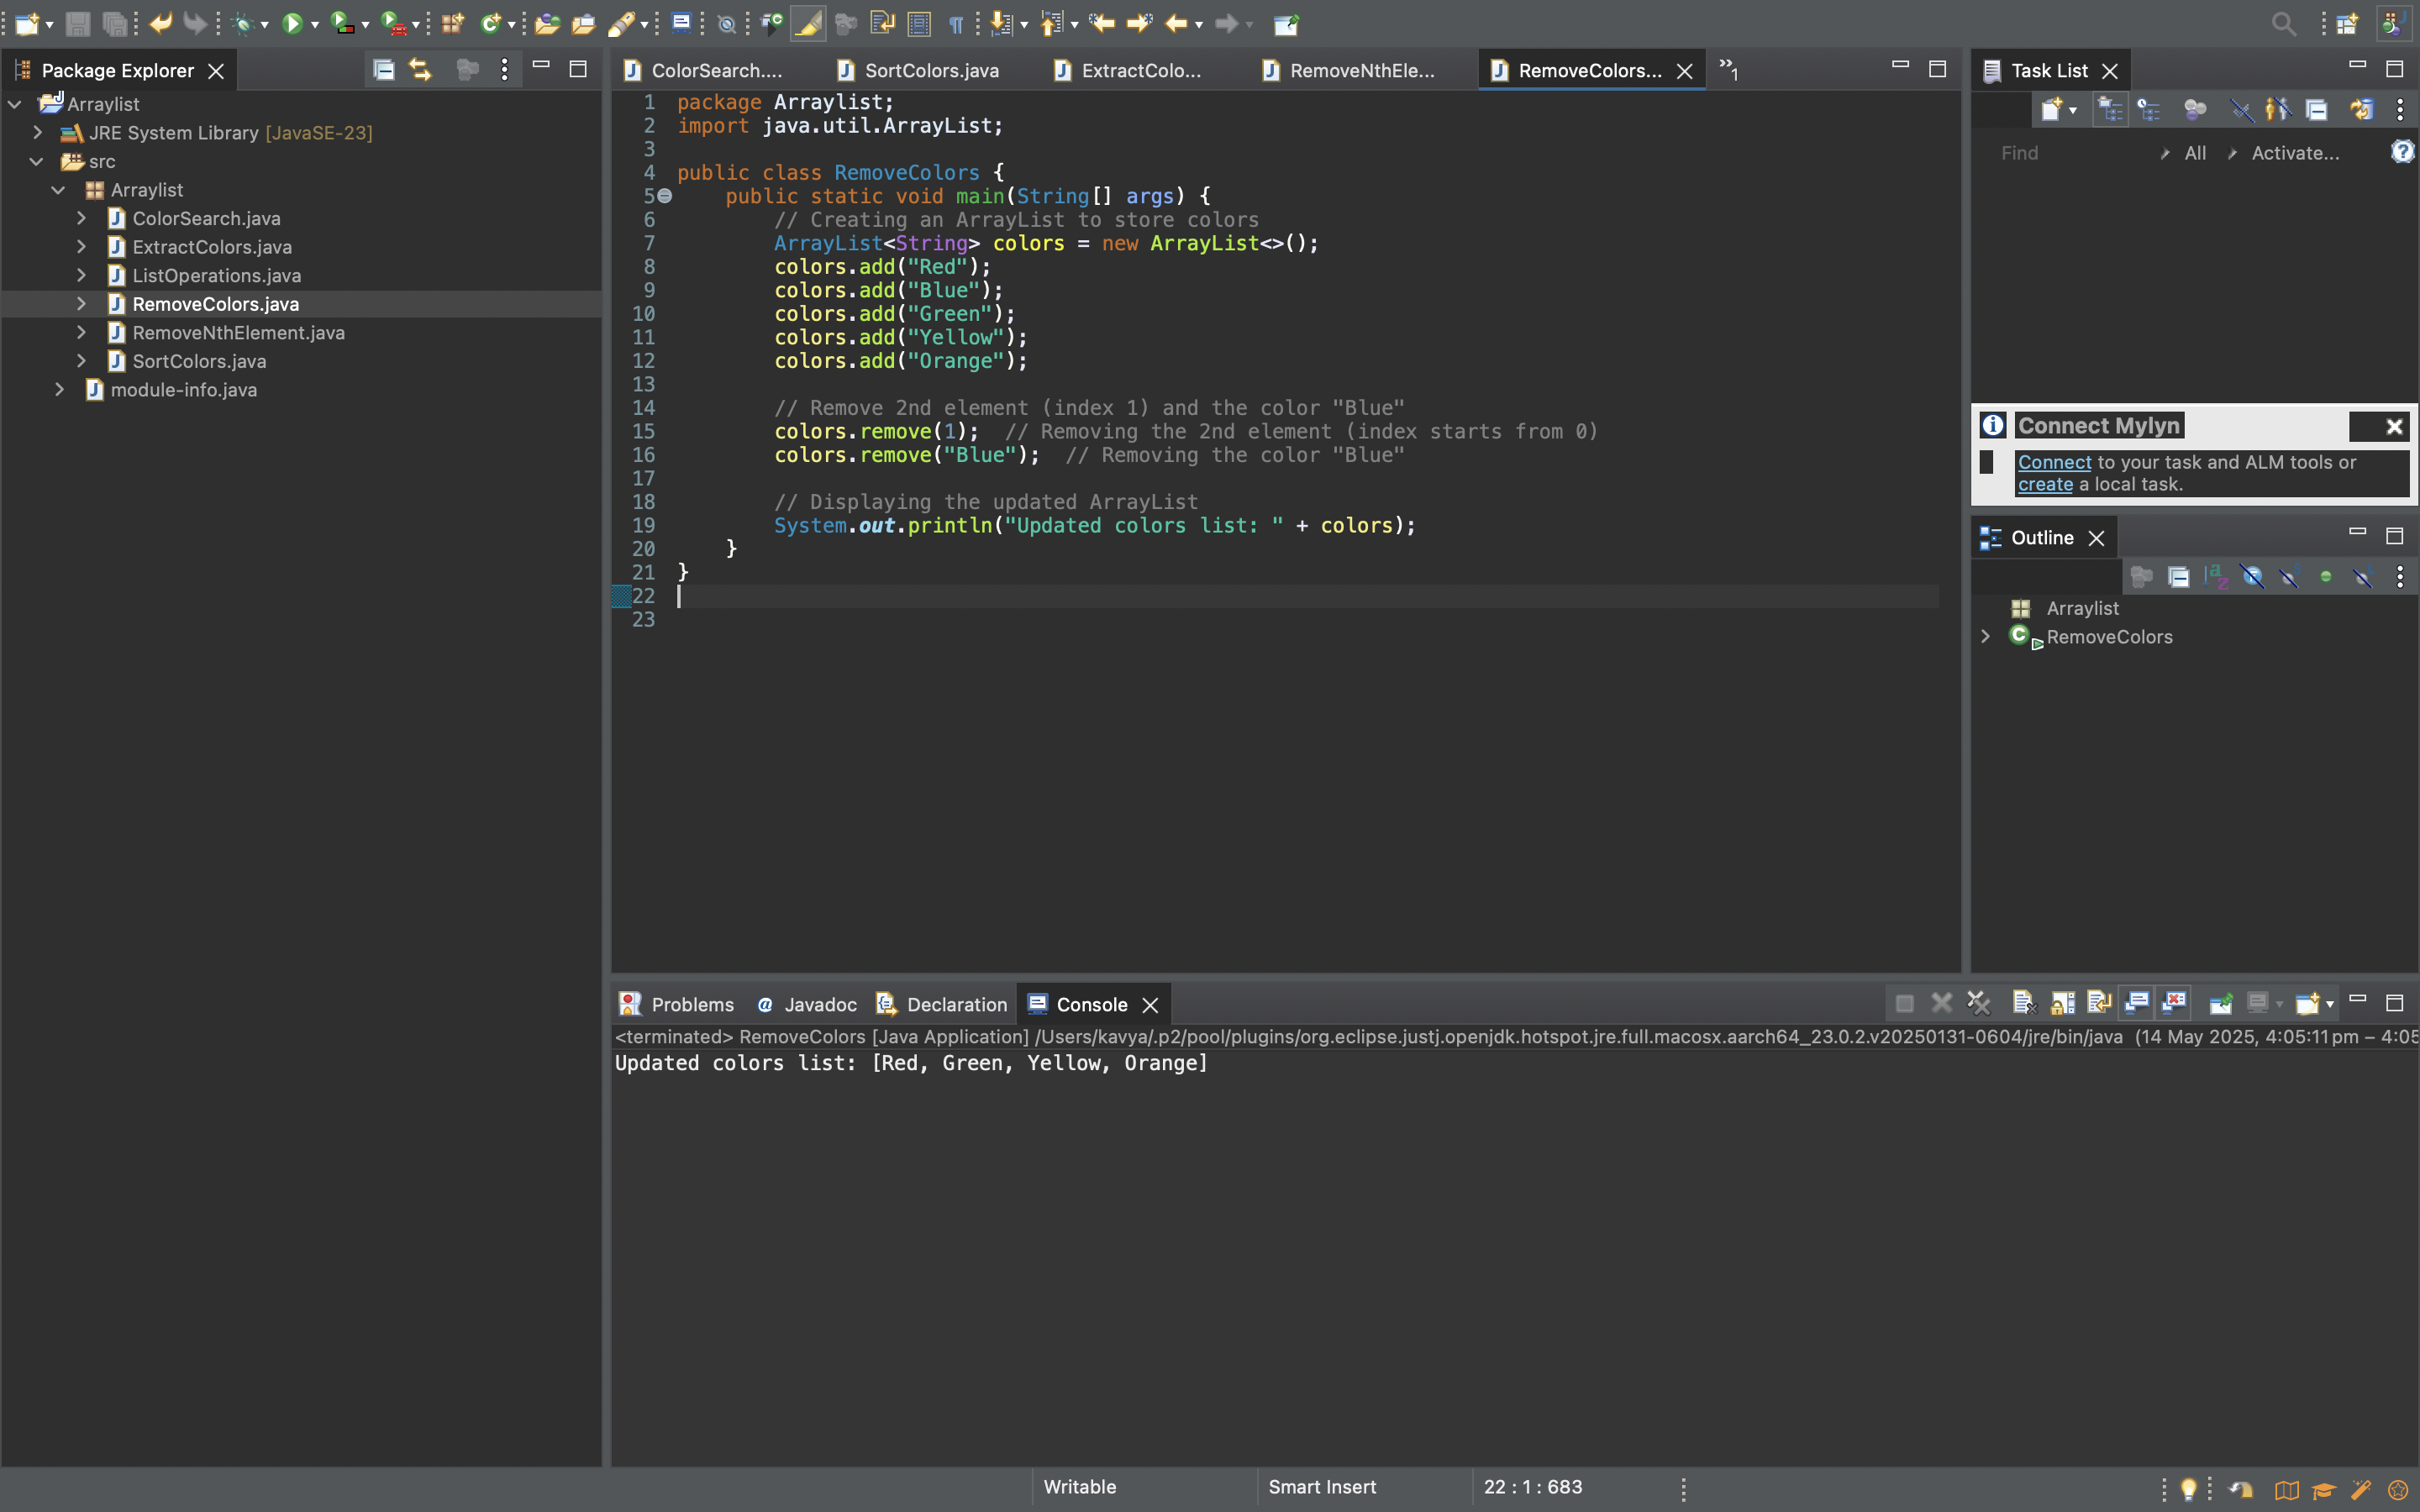 Package Explorer
Arraylist
JRE System Library [JavaSE-23]
src
Arraylist
ColorSearch.java
ExtractColors.java
ListOperations.java
RemoveColors.java
RemoveNthElement.java
SortColors.java
module-info.java
ColorSearch....
SortColors.java
ExtractColo...
RemoveNthEle...
RemoveColors...
»1
1 package Arraylist;
2 import java.util.ArrayList;
3
4 public class RemoveColors {
5     public static void main(String[] args) {
6         // Creating an ArrayList to store colors
7         ArrayList<String> colors = new ArrayList<>();
8         colors.add("Red");
9         colors.add("Blue");
10         colors.add("Green");
11         colors.add("Yellow");
12         colors.add("Orange");
13
14         // Remove 2nd element (index 1) and the color "Blue"
15         colors.remove(1);  // Removing the 2nd element (index starts from 0)
16         colors.remove("Blue");  // Removing the color "Blue"
17
18         // Displaying the updated ArrayList
19         System.out.println("Updated colors list: " + colors);
20     }
21 }
22
23
Task List
Find
All
Activate...
Connect Mylyn
Connect to your task and ALM tools or
create a local task.
Outline
Arraylist
RemoveColors
Problems
Javadoc
Declaration
Console
<terminated> RemoveColors [Java Application] /Users/kavya/.p2/pool/plugins/org.eclipse.justj.openjdk.hotspot.jre.full.macosx.aarch64_23.0.2.v20250131-0604/jre/bin/java (14 May 2025, 4:05:11 pm – 4:05
Updated colors list: [Red, Green, Yellow, Orange]
Writable
Smart Insert
22 : 1 : 683